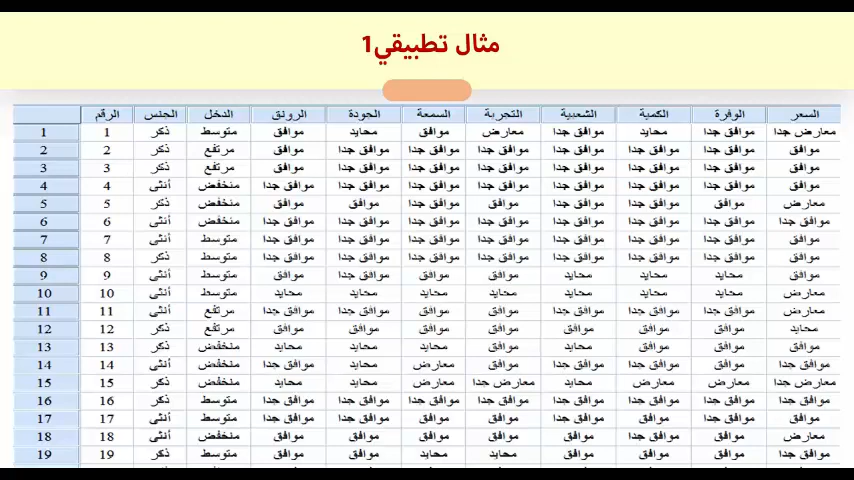 مثال تطبيقي1
الرقم الجنس الدخل الرونق الجودة السمعة التجربة الشعبية الكمية الوفرة السعر
1 1 ذكر متوسط موافق محايد موافق معارض موافق جدا محايد موافق جدا معارض جدا
2 2 ذكر مرتفع موافق موافق جدا موافق جدا موافق جدا موافق جدا موافق جدا موافق جدا موافق
3 3 ذكر مرتفع موافق موافق جدا موافق جدا موافق جدا موافق جدا موافق جدا موافق جدا موافق
4 4 أنثى منخفض موافق جدا موافق جدا موافق جدا موافق جدا موافق جدا موافق جدا موافق جدا موافق
5 5 ذكر منخفض موافق موافق موافق جدا موافق موافق جدا موافق جدا موافق معارض
6 6 أنثى منخفض موافق جدا موافق جدا موافق جدا موافق جدا موافق جدا موافق جدا موافق جدا موافق جدا
7 7 أنثى متوسط موافق جدا موافق جدا موافق جدا موافق جدا موافق جدا موافق جدا موافق جدا موافق
8 8 ذكر متوسط موافق جدا موافق جدا موافق جدا موافق جدا موافق جدا موافق جدا موافق جدا موافق
9 9 أنثى متوسط موافق موافق جدا موافق موافق محايد محايد محايد موافق
10 10 أنثى متوسط محايد محايد محايد محايد محايد محايد محايد معارض
11 11 أنثى مرتفع موافق جدا موافق جدا موافق موافق موافق جدا موافق جدا موافق جدا معارض
12 12 ذكر مرتفع موافق موافق موافق موافق موافق موافق موافق جدا محايد
13 13 ذكر منخفض محايد محايد محايد موافق محايد موافق موافق موافق
14 14 أنثى منخفض موافق جدا محايد معارض موافق موافق جدا محايد موافق موافق جدا
15 15 ذكر منخفض محايد محايد معارض معارض جدا محايد معارض معارض معارض جدا
16 16 ذكر متوسط موافق جدا موافق جدا موافق جدا موافق جدا موافق جدا موافق جدا موافق جدا موافق جدا
17 17 أنثى متوسط موافق جدا موافق جدا موافق موافق موافق جدا موافق موافق جدا موافق
18 18 أنثى منخفض موافق موافق موافق موافق موافق موافق جدا موافق معارض
19 19 ذكر متوسط موافق موافق محايد محايد موافق موافق موافق جدا موافق جدا